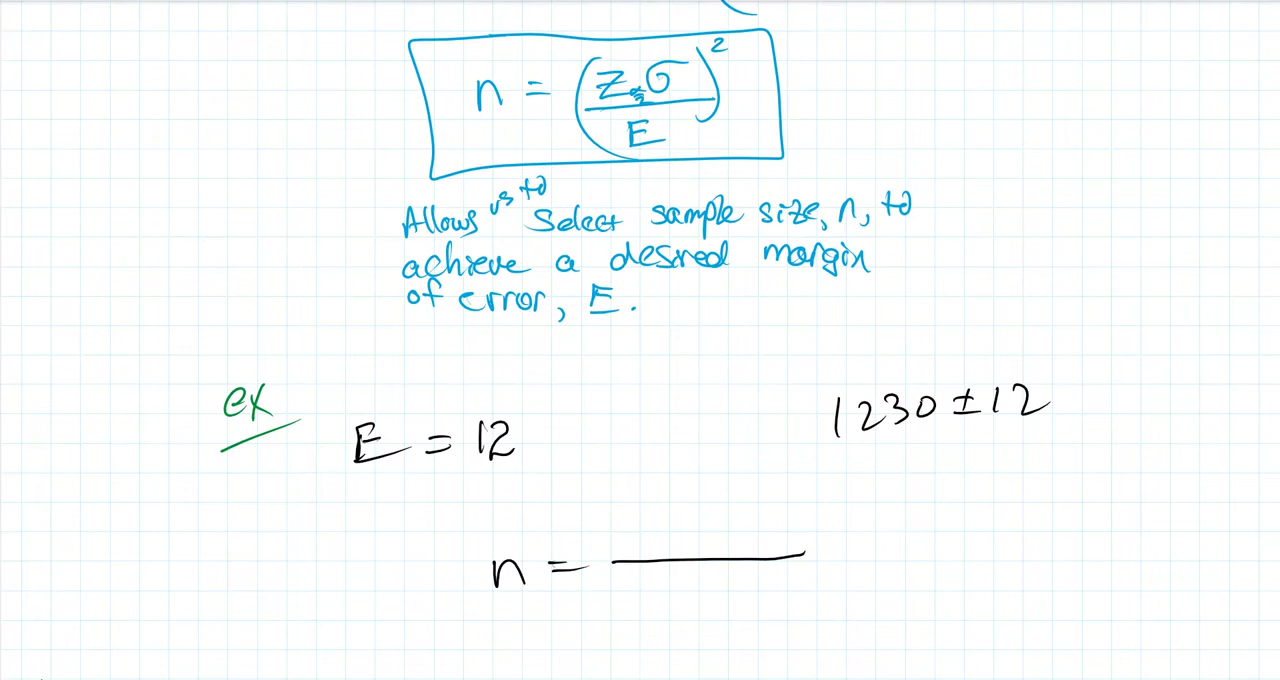 n = (z_{α/2} σ / E)^2
Allows us to select sample size, n, to
achieve a desired margin
of error, E.
ex
E = 12
1230 ± 12
n =